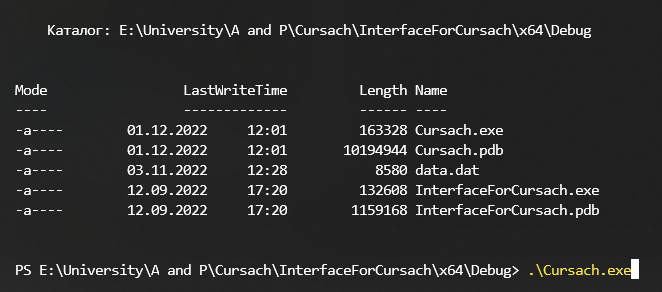 Каталог: E:\University\A and P\Cursach\InterfaceForCursach\x64\Debug
Mode LastWriteTime Length Name
---- ------------- ------ ----
-a---- 01.12.2022 12:01 163328 Cursach.exe
-a---- 01.12.2022 12:01 10194944 Cursach.pdb
-a---- 03.11.2022 12:28 8580 data.dat
-a---- 12.09.2022 17:20 132608 InterfaceForCursach.exe
-a---- 12.09.2022 17:20 1159168 InterfaceForCursach.pdb
PS E:\University\A and P\Cursach\InterfaceForCursach\x64\Debug> .\Cursach.exe